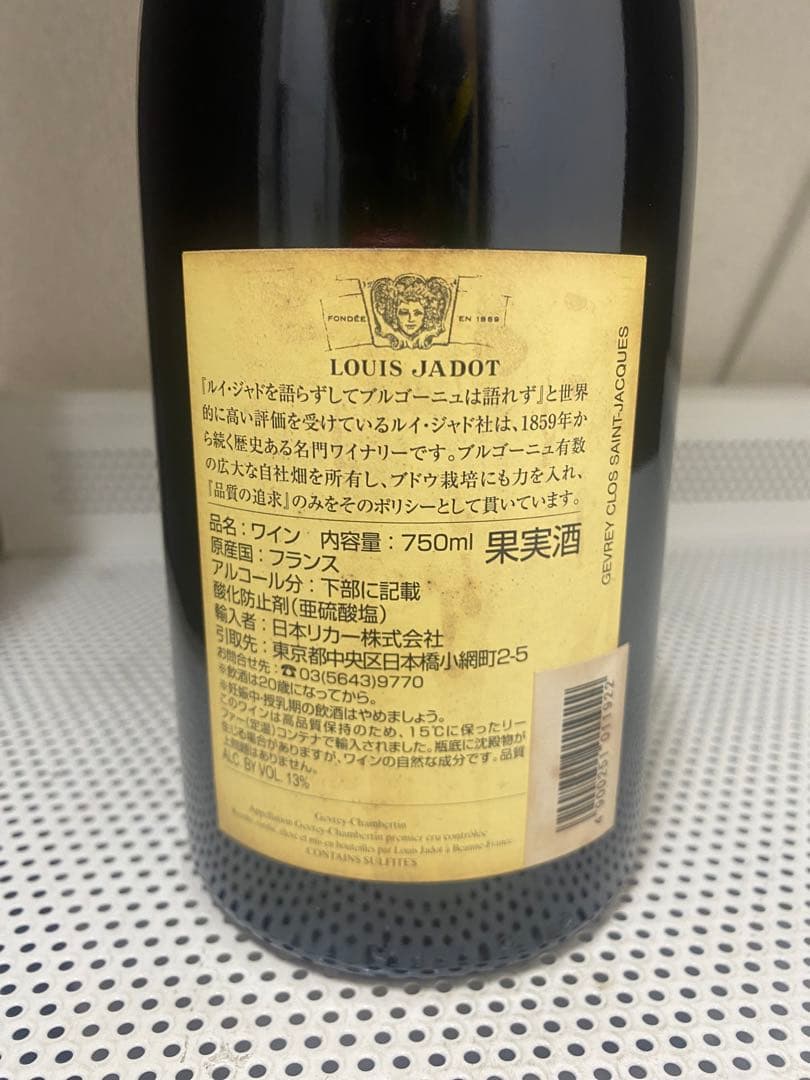 FONDÉE EN 1859
LOUIS JADOT
『ルイ・ジャドを語らずしてブルゴーニュは語れず』と世界
的に高い評価を受けているルイ・ジャド社は、1859年か
ら続く歴史ある名門ワイナリーです。ブルゴーニュ有数
の広大な自社畑を所有し、ブドウ栽培にも力を入れ、
『品質の追求』のみをそのポリシーとして貫いています。
品名：ワイン 内容量：750ml 果実酒
原産国：フランス
アルコール分：下部に記載
酸化防止剤（亜硫酸塩）
輸入者：日本リカー株式会社
引取先：東京都中央区日本橋小網町2-5
お問合せ先：☎03(5643)9770
※飲酒は20歳になってから。
※妊娠中・授乳期の飲酒はやめましょう。
このワインは高品質保持のため、15℃に保ったリー
ファー(定温)コンテナで輸入されました。瓶底に沈殿物が
生じる場合がありますが、ワインの自然な成分です。品質
上問題はありません。
ALC. BY VOL. 13%
Gevrey-Chambertin
Appellation Gevrey-Chambertin premier cru contrôlée
et mis en bouteilles par Louis Jadot à Beaune-France
CONTAINS SULFITES
GEVREY CLOS SAINT-JACQUES
4 900251 011922